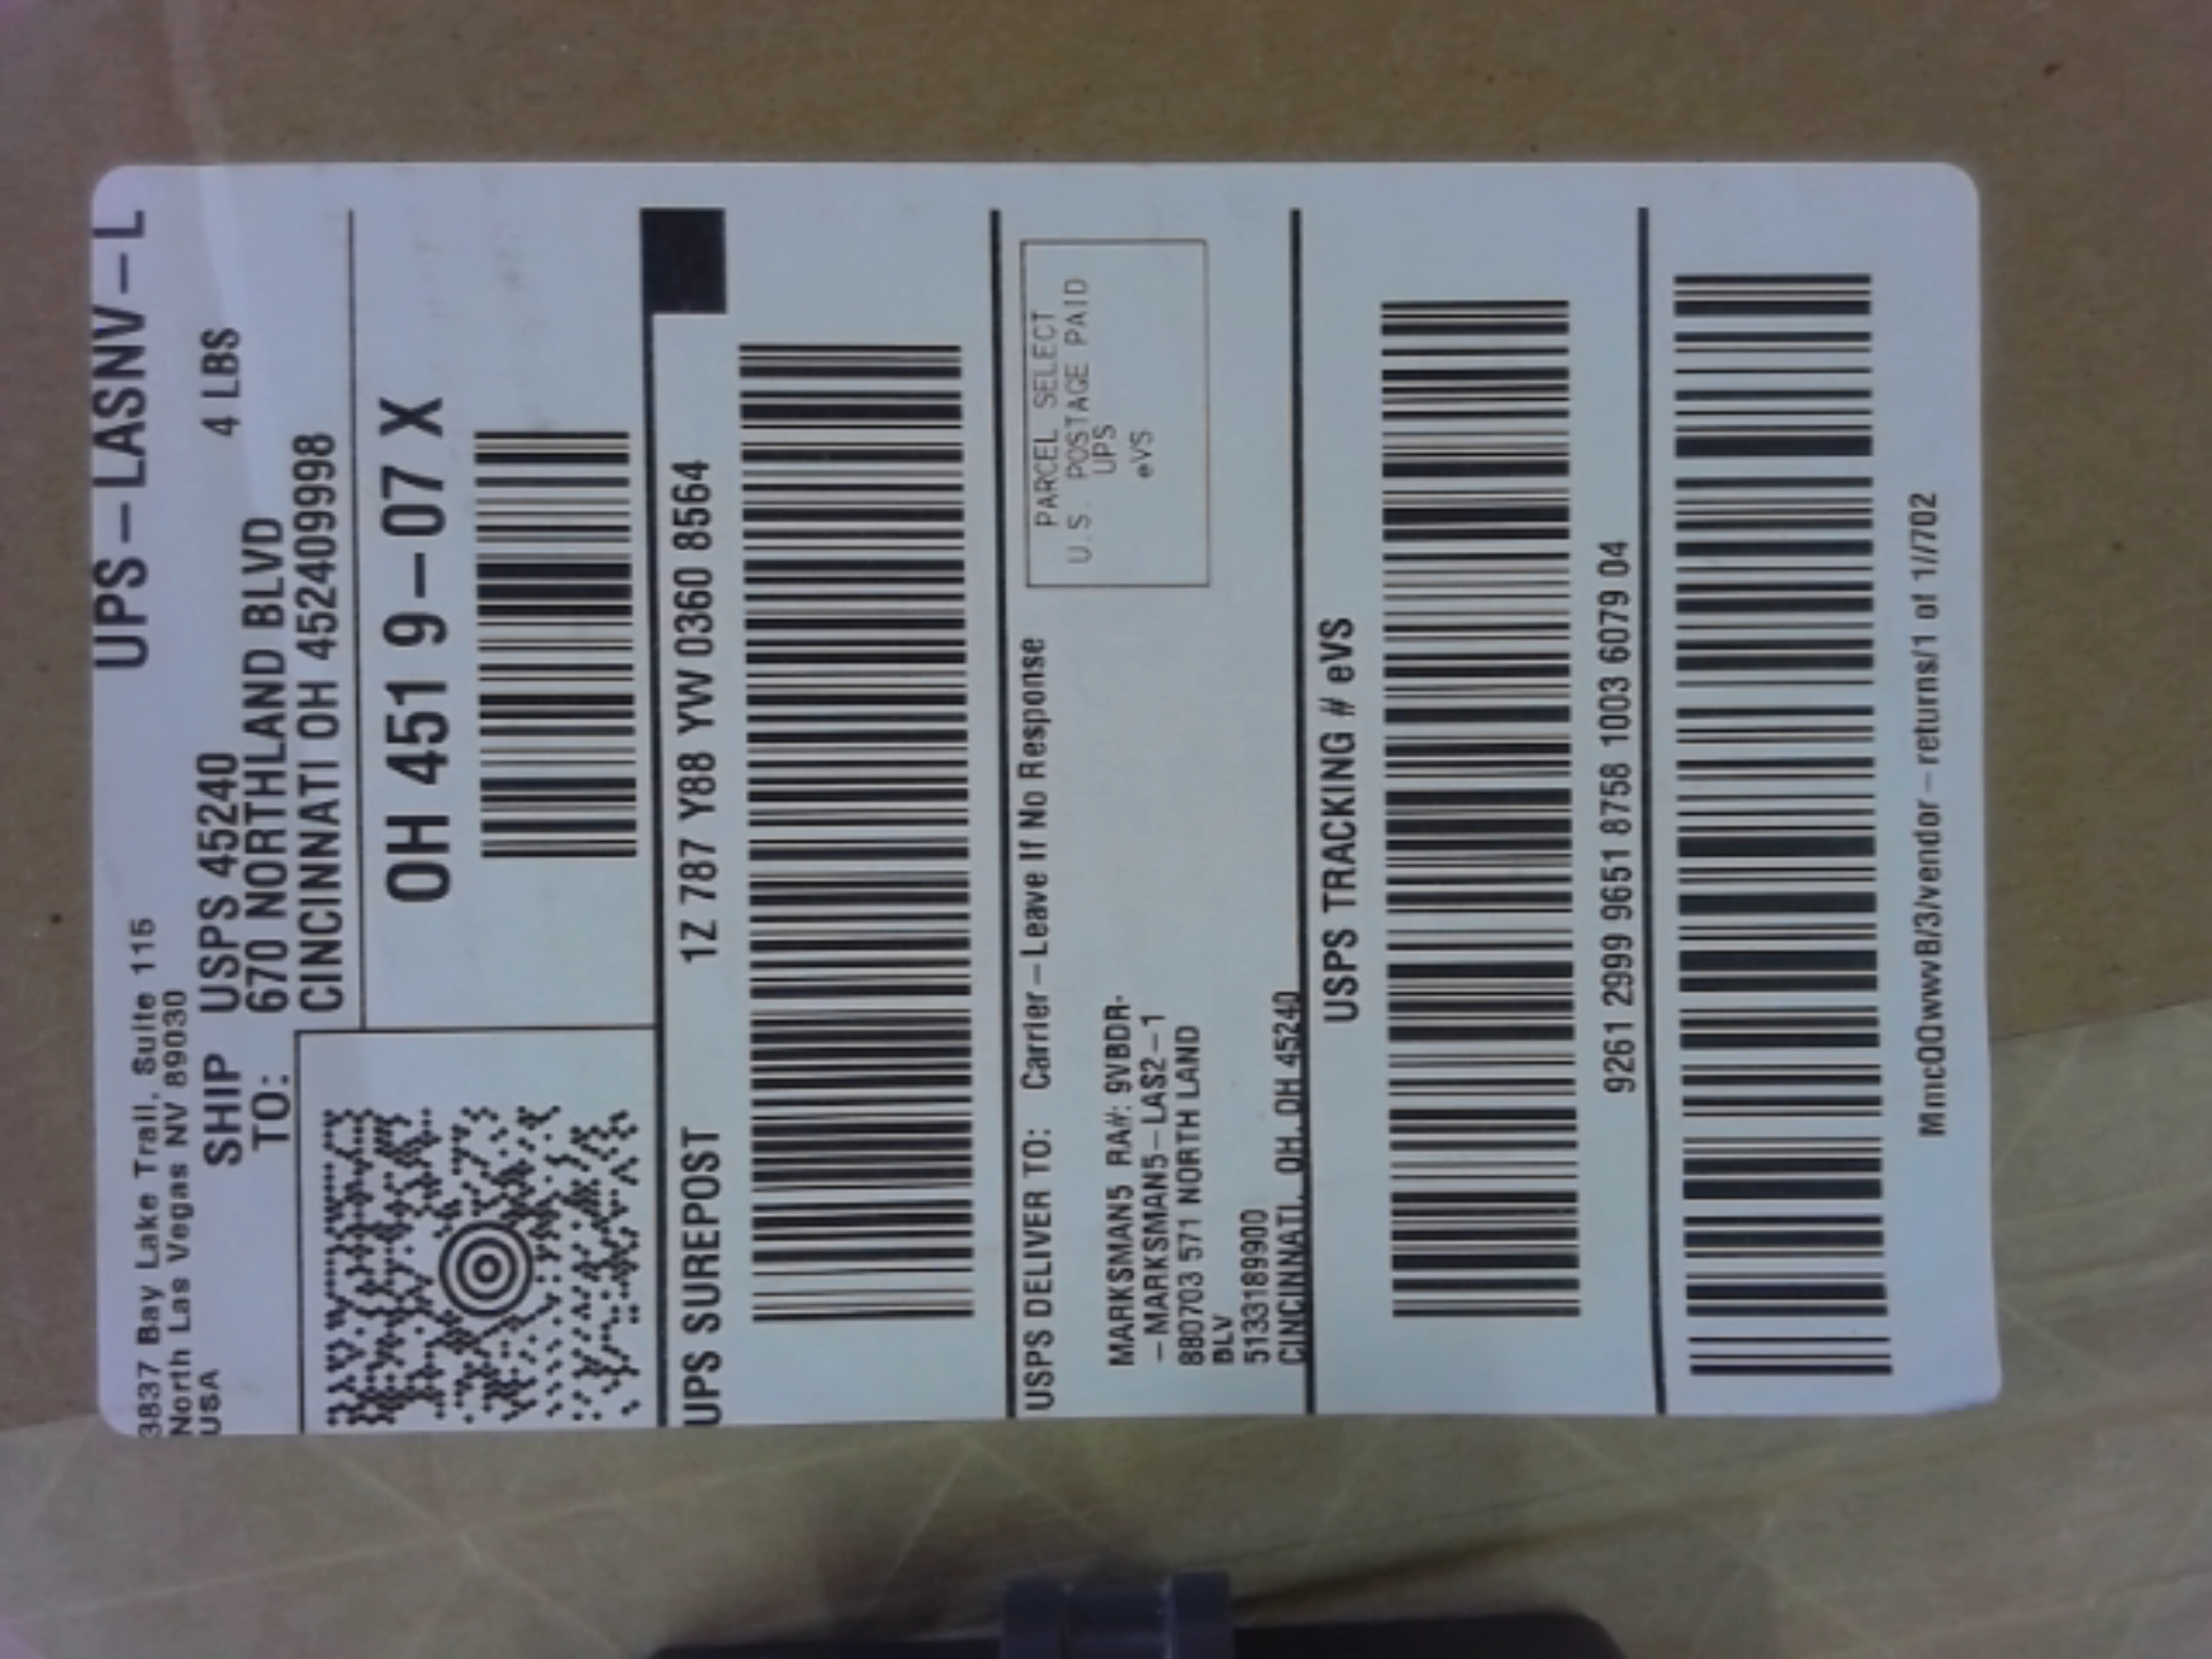 UPS-LASNV-L
3837 Bay Lake Trail, Suite 115
North Las Vegas NV 89030
USA
4 LBS
SHIP TO:
USPS 45240
670 NORTHLAND BLVD
CINCINNATI OH 452409998
OH 451 9-07 X
UPS SUREPOST
1Z 787 Y88 YW 0360 8564
USPS DELIVER TO: Carrier-Leave If No Response
PARCEL SELECT
U.S. POSTAGE PAID
UPS
eVS
MARKSMAN5 RA#: 9VBDR-
-MARKSMAN5-LAS2-1
880703 571 NORTH LAND
BLV
5133189900
CINCINNATI, OH, OH 45240
USPS TRACKING # eVS
9261 2999 9651 8758 1003 6079 04
MmcQQwwvB/3/vendor-returns/1 of 1//702